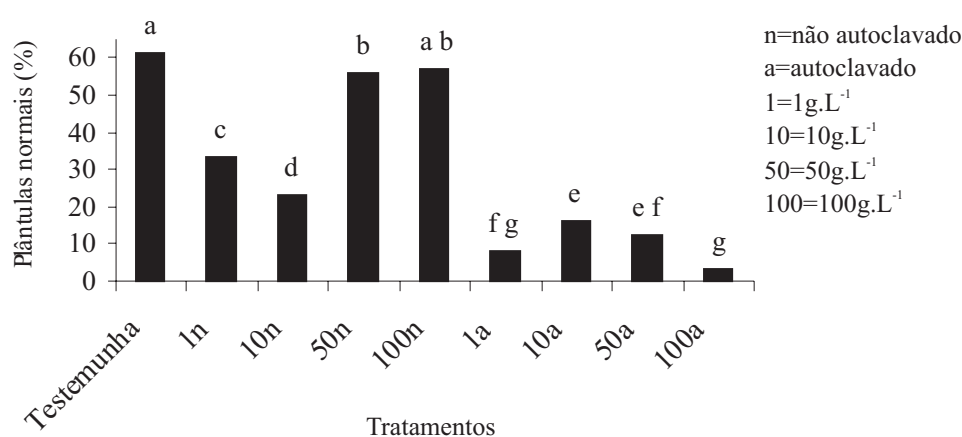 a
b
a b
c
d
f g
e
e f
g
Plântulas normais (%)
60
50
40
30
20
10
0
Testemunha
1n
10n
50n
100n
1a
10a
50a
100a
Tratamentos
n=não autoclavado
a=autoclavado
1=1g.L⁻¹
10=10g.L⁻¹
50=50g.L⁻¹
100=100g.L⁻¹